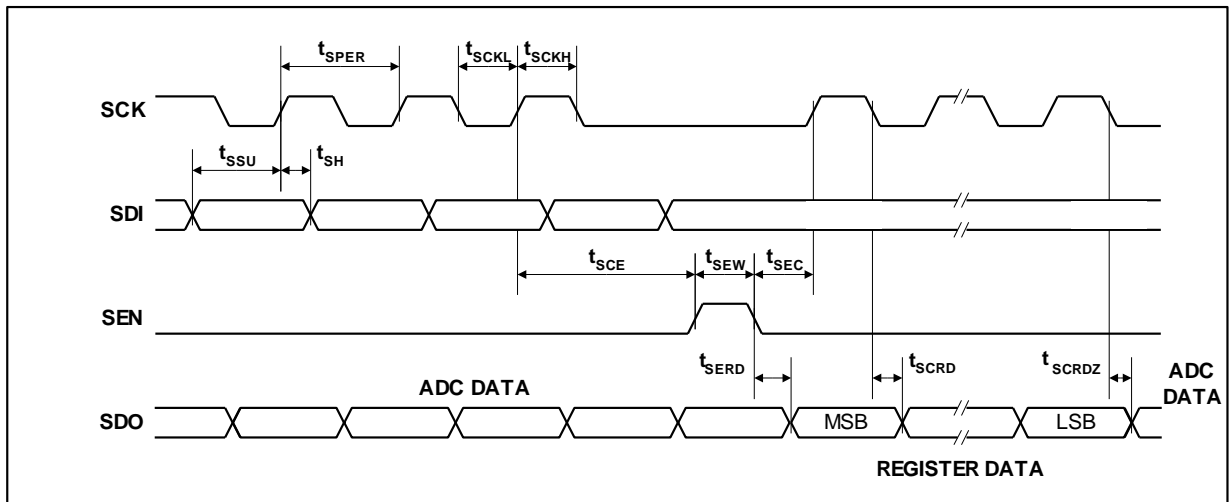 tSPER
tSCKL
tSCKH
SCK
tSSU
tSH
SDI
tSCE
tSEW
tSEC
SEN
tSERD
ADC DATA
tSCRD
tSCRDZ
ADC
DATA
SDO
MSB
LSB
REGISTER DATA